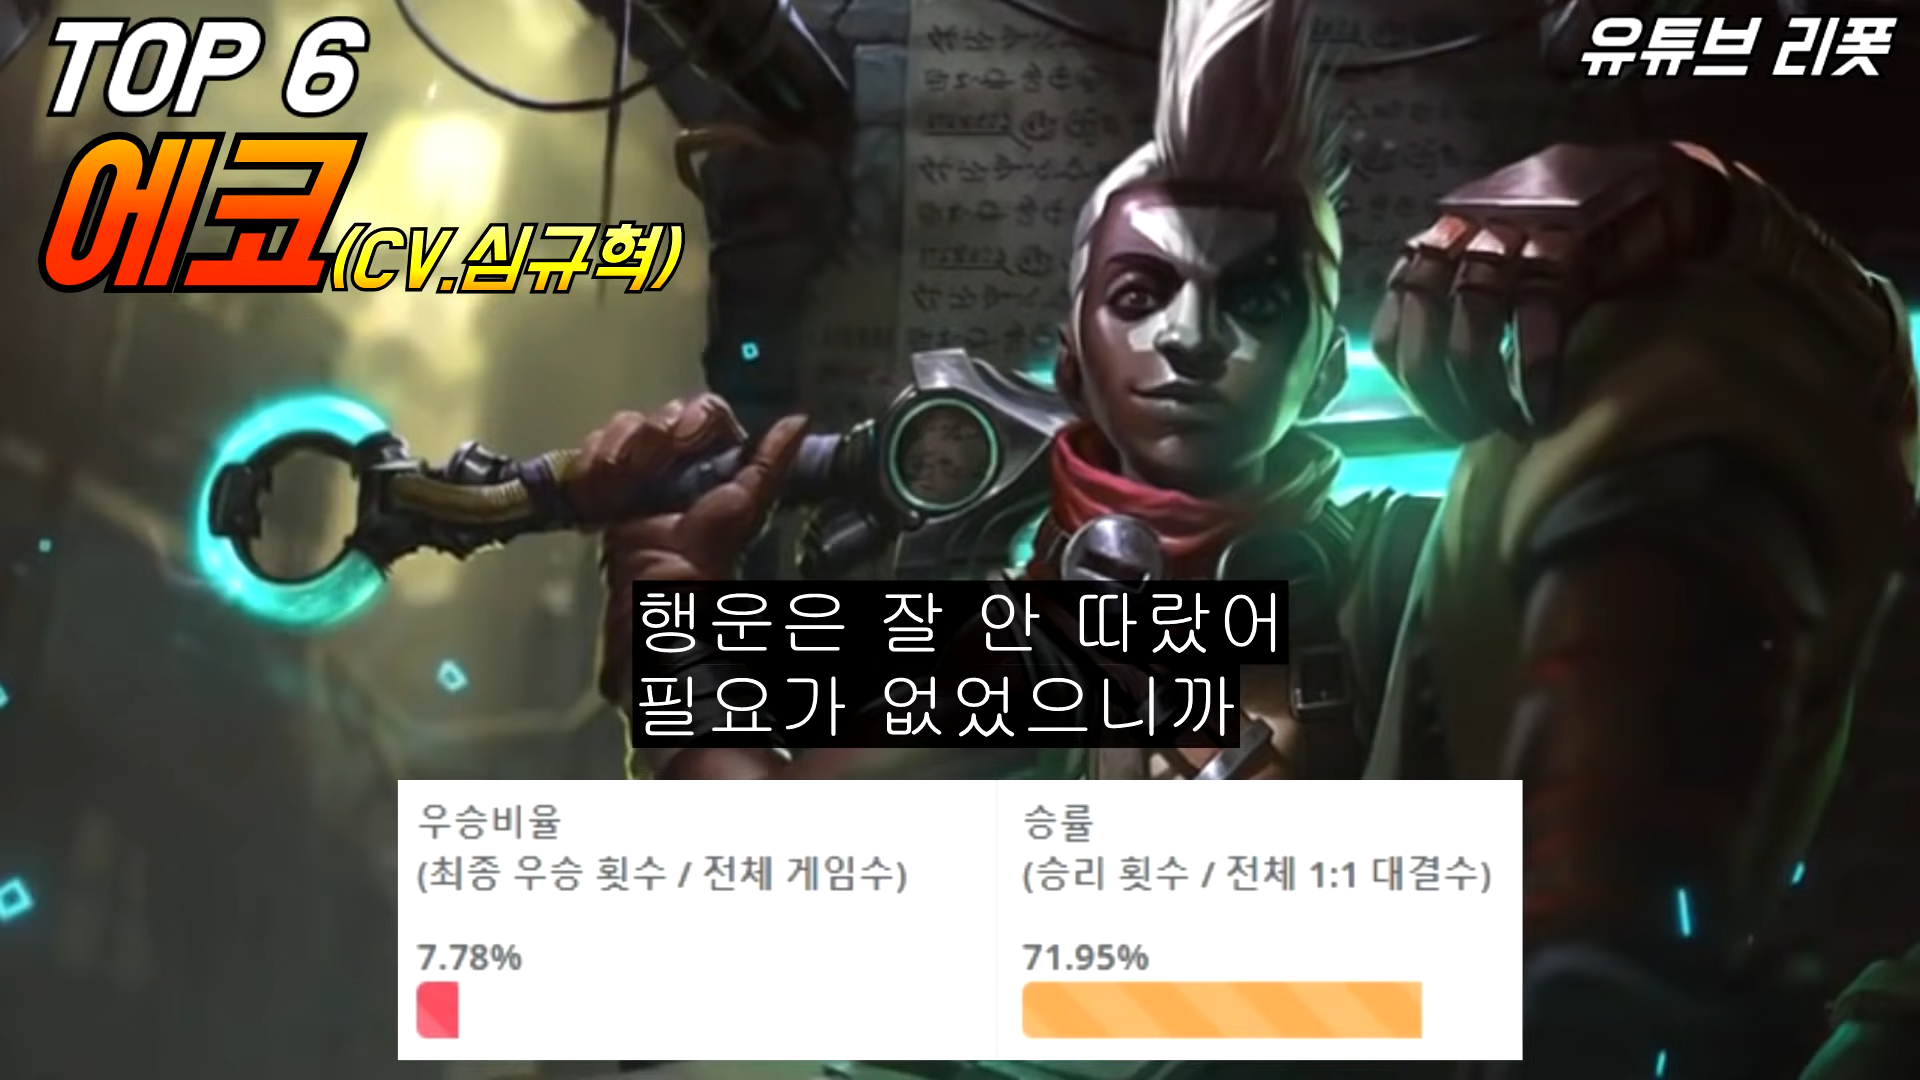 TOP 6
유튜브 리폿
에코(CV.심규혁)
행운은 잘 안 따랐어
필요가 없었으니까
우승비율
(최종 우승 횟수 / 전체 게임수)
7.78%
승률
(승리 횟수 / 전체 1:1 대결수)
71.95%